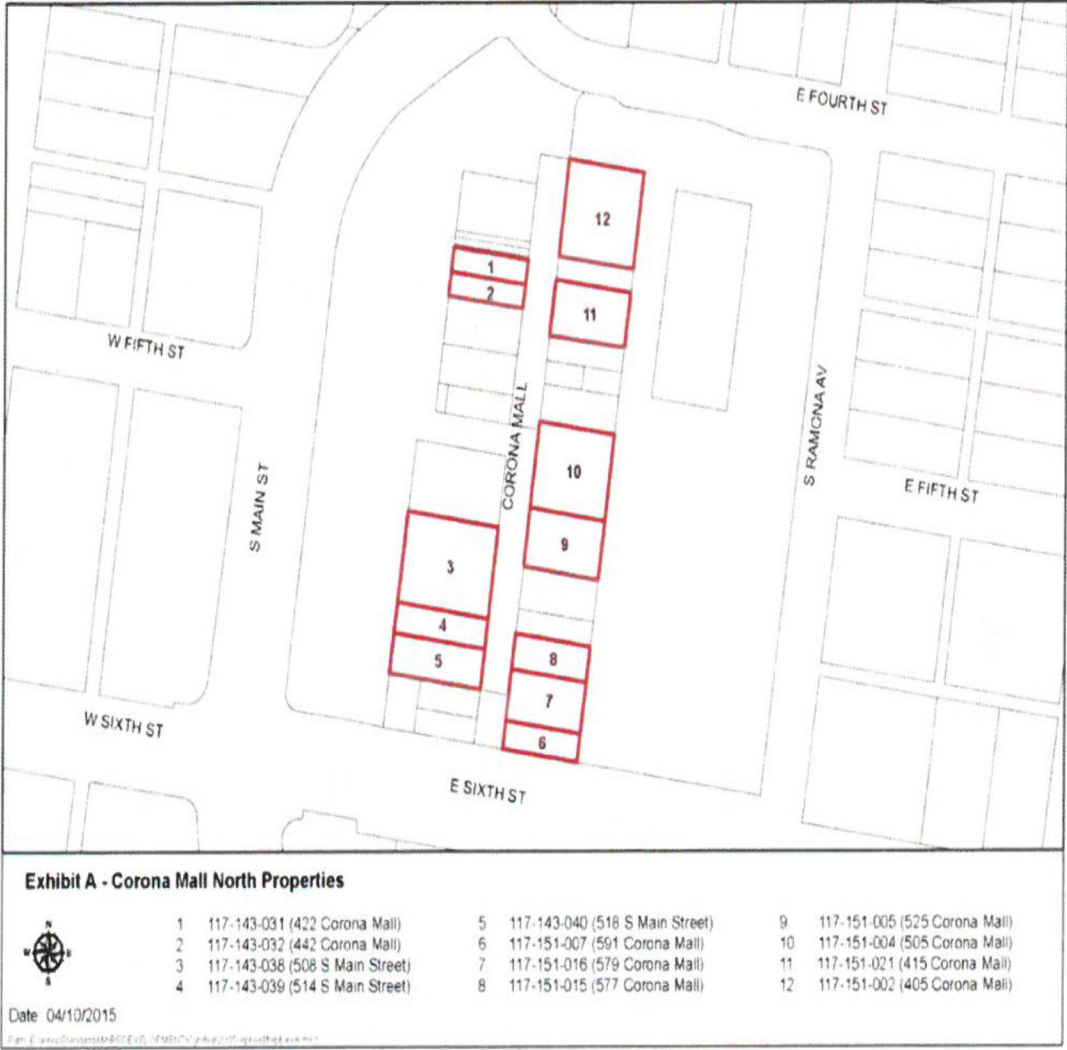 E FOURTH ST
12
1
2
11
W FIFTH ST
CORONA MALL
S RAMONA AV
10
E FIFTH ST
S MAIN ST
9
3
4
5
8
7
6
W SIXTH ST
E SIXTH ST
Exhibit A - Corona Mall North Properties
N
W
S
1 117-143-031 (422 Corona Mall)
2 117-143-032 (442 Corona Mall)
3 117-143-038 (508 S Main Street)
4 117-143-039 (514 S Main Street)
5 117-143-040 (518 S Main Street)
6 117-151-007 (591 Corona Mall)
7 117-151-016 (579 Corona Mall)
8 117-151-015 (577 Corona Mall)
9 117-151-005 (525 Corona Mall)
10 117-151-004 (505 Corona Mall)
11 117-151-021 (415 Corona Mall)
12 117-151-002 (405 Corona Mall)
Date: 04/10/2015